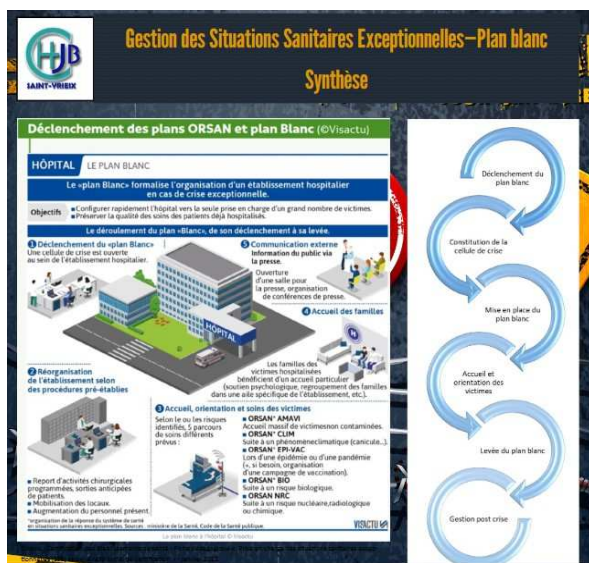 CHJB
SAINT-YRIEIX
Gestion des Situations Sanitaires Exceptionnelles–Plan blanc
Synthèse
Déclenchement des plans ORSAN et plan Blanc (©Visactu)
HÔPITAL LE PLAN BLANC
Le «plan Blanc» formalise l'organisation d'un établissement hospitalier
en cas de crise exceptionnelle.
Objectifs
■ Configurer rapidement l'hôpital vers la seule prise en charge d'un grand nombre de victimes.
■ Préserver la qualité des soins des patients déjà hospitalisés.
Le déroulement du plan «Blanc», de son déclenchement à sa levée.
1 Déclenchement du «plan Blanc»
Une cellule de crise est ouverte
au sein de l'établissement hospitalier.
5 Communication externe
Information du public via
la presse.
Ouverture
d'une salle pour
la presse, organisation
de conférences de presse.
HÔPITAL
4 Accueil des familles
H
Les familles des
victimes hospitalisées
bénéficient d'un accueil particulier
(soutien psychologique, regroupement des familles
dans une aile spécifique de l'établissement, etc.).
2 Réorganisation
de l'établissement selon
des procédures pré-établies
■ Report d'activités chirurgicales
programmées, sorties anticipées
de patients.
■ Mobilisation des locaux.
■ Augmentation du personnel présent.
3 Accueil, orientation et soins des victimes
Selon le ou les risques
identifiés, 5 parcours
de soins différents
prévus :
■ ORSAN* AMAVI
Accueil massif de victimesnon contaminées.
■ ORSAN* CLIM
Suite à un phénomèneclimatique (canicule...).
■ ORSAN* EPI-VAC
Lors d'une épidémie ou d'une pandémie
(+, si besoin, organisation
d'une campagne de vaccination).
■ ORSAN* BIO
Suite à un risque biologique.
■ ORSAN NRC
Suite à un risque nucléaire,radiologique
ou chimique.
*organisation de la réponse du système de santé
en situations sanitaires exceptionnelles. Sources : ministère de la Santé, Code de la Santé publique.
VISACTU
Le plan blanc à l'hôpital © Visactu
Déclenchement du
plan blanc
Constitution de la
cellule de crise
Mise en place du
plan blanc
Accueil et
orientation des
victimes
Levée du plan blanc
Gestion post crise